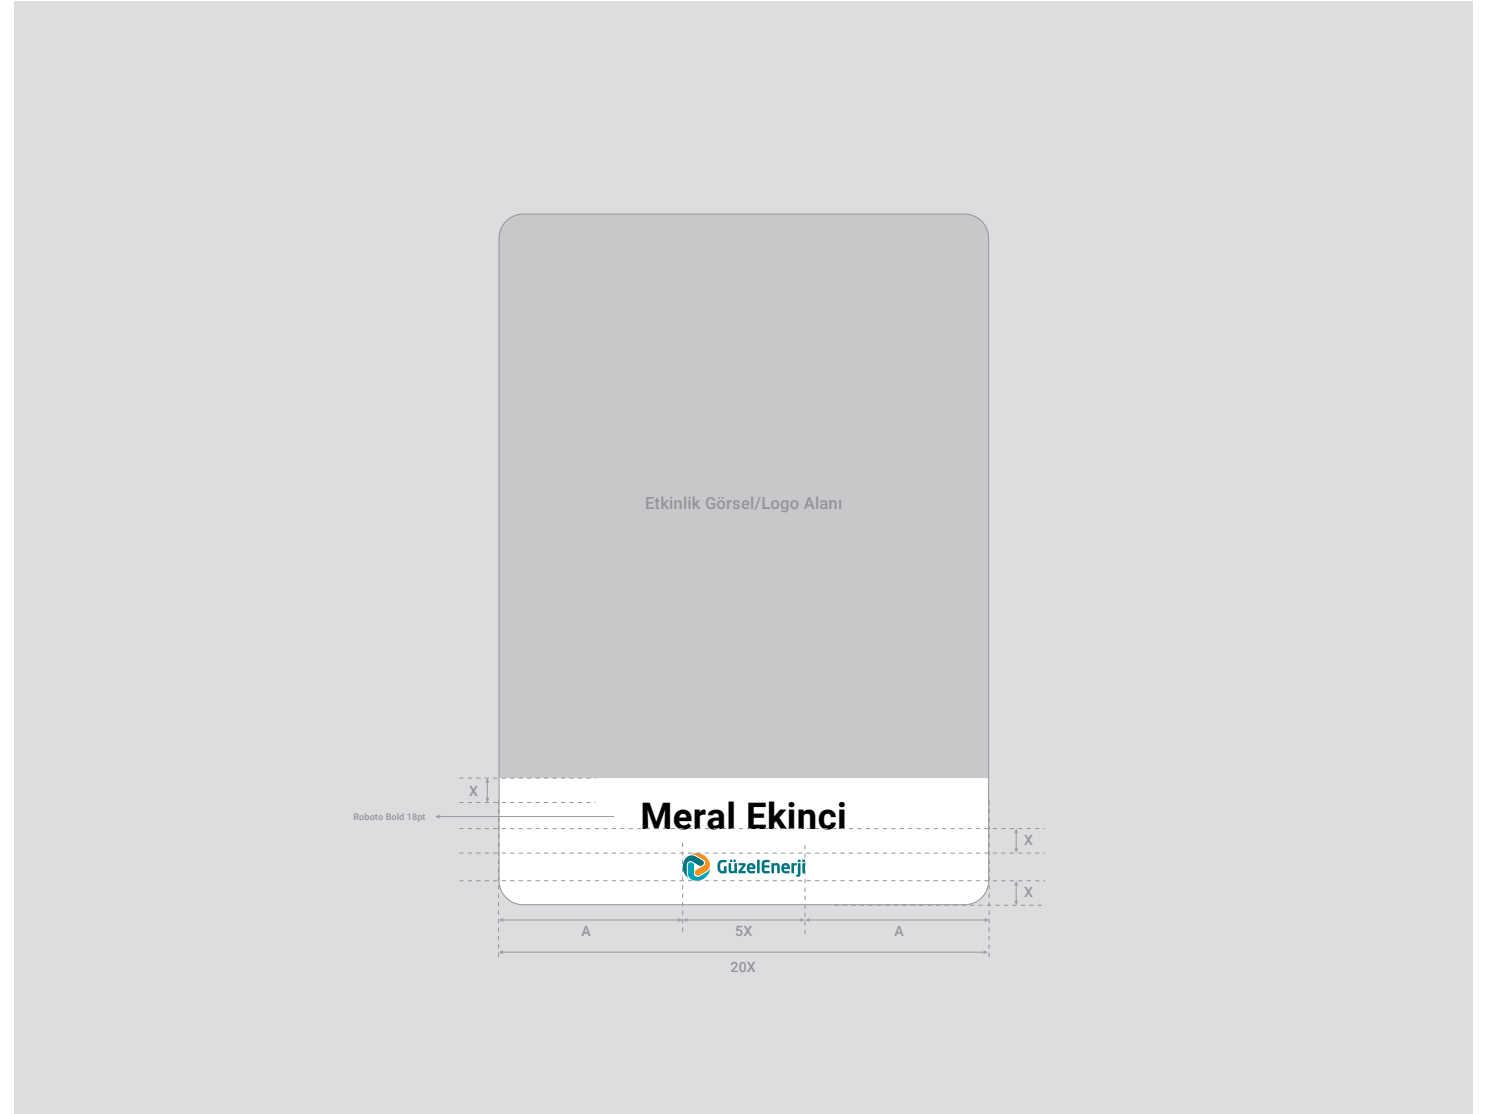 Etkinlik Görsel/Logo Alanı
X
Meral Ekinci
Roboto Bold 18pt
X
GüzelEnerji
X
A
5X
A
20X